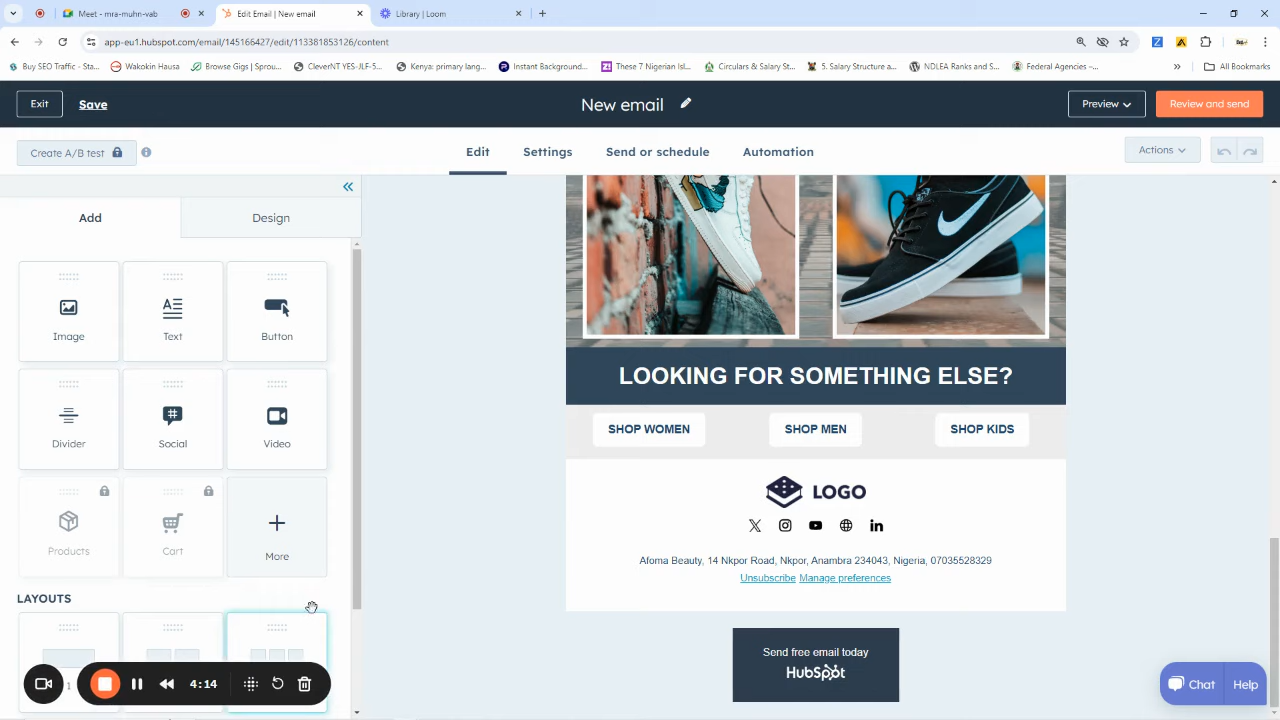 Meet - mra-muhn-vab
Edit Email | HubSpot
Library | Loom
app-eu1.hubspot.com/email/145166427/edit/113381853126/content
Buy SEO Traffic - Sta...
Wakokin Hausa
Browse Gigs | Sprou...
CleverNT YES-JLF-5...
Kenya: primary lang...
Instant Background...
These 7 Nigerian Isl...
Circulars & Salary St...
5. Salary Structure a...
NDLEA Ranks and S...
Federal Agencies –...
All Bookmarks
Exit
Save
New email
Preview
Review and send
Create A/B test
Edit
Settings
Send or schedule
Automation
Actions
Add
Design
Image
Text
Button
Divider
Social
Video
Products
Cart
More
LAYOUTS
1
4:14
LOOKING FOR SOMETHING ELSE?
SHOP WOMEN
SHOP MEN
SHOP KIDS
LOGO
Afoma Beauty, 14 Nkpor Road, Nkpor, Anambra 234043, Nigeria, 07035528329
Unsubscribe Manage preferences
Send free email today
HubSpot
Chat
Help